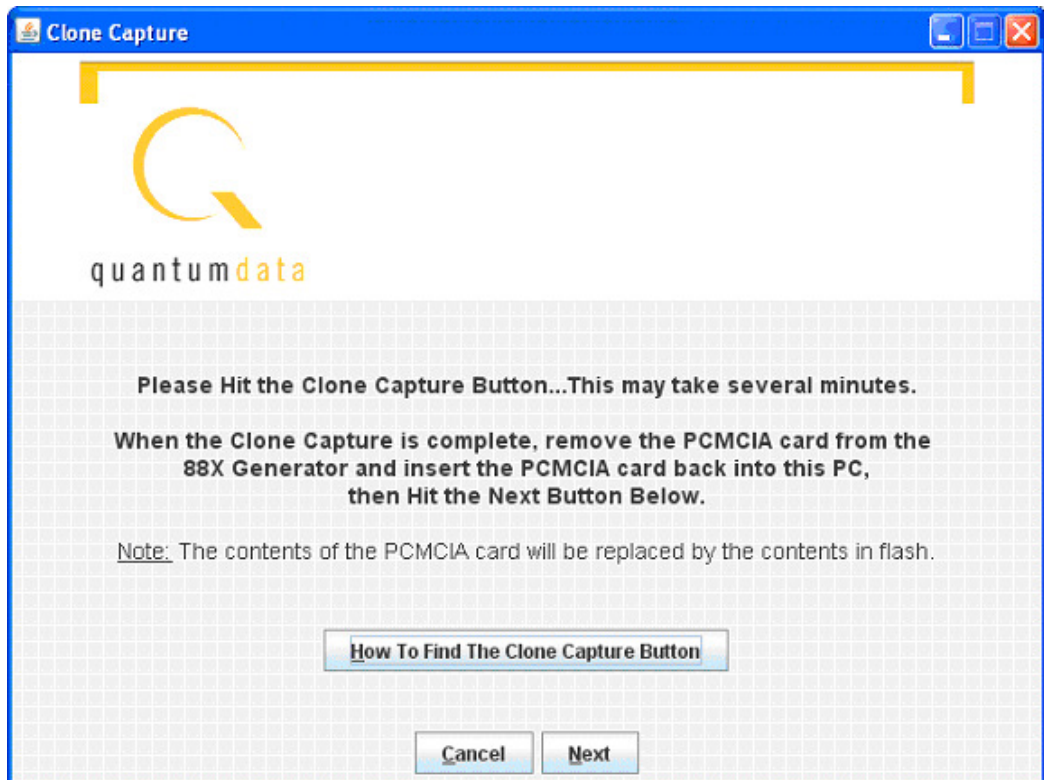 Clone Capture
quantumdata
Please Hit the Clone Capture Button...This may take several minutes.
When the Clone Capture is complete, remove the PCMCIA card from the
88X Generator and insert the PCMCIA card back into this PC,
then Hit the Next Button Below.
Note: The contents of the PCMCIA card will be replaced by the contents in flash.
How To Find The Clone Capture Button
Cancel Next